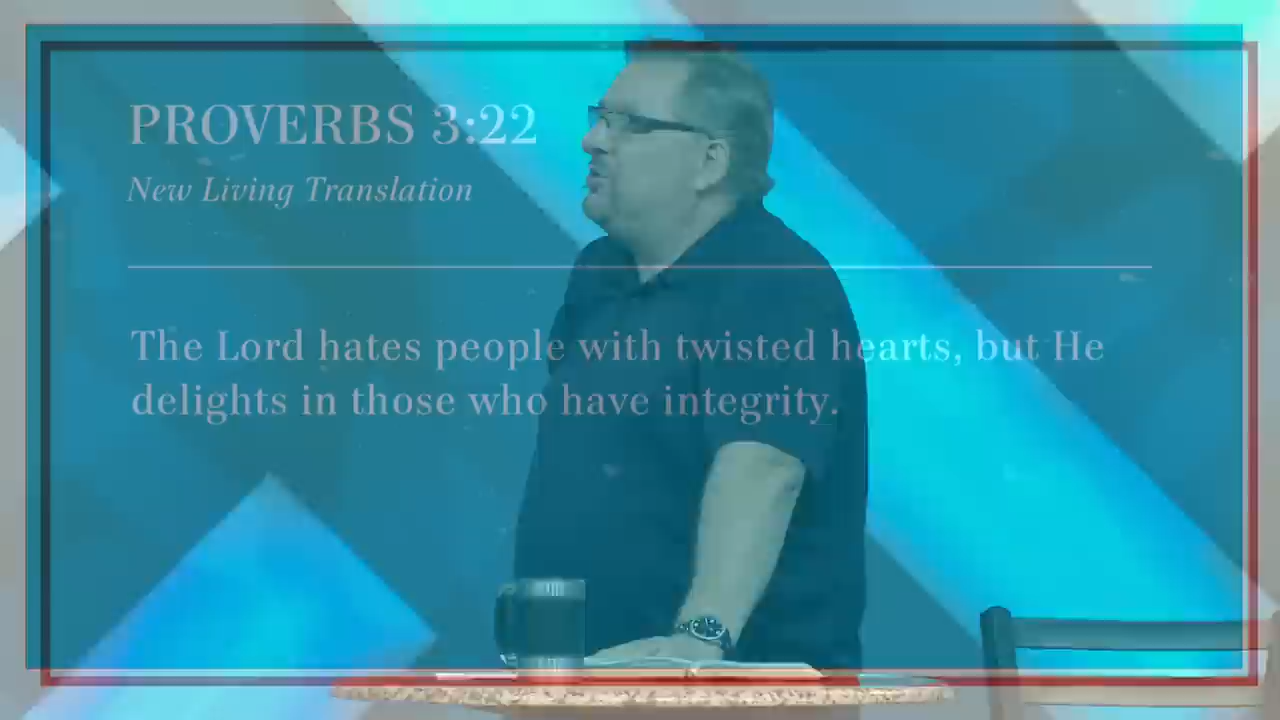 PROVERBS 3:22
New Living Translation
The Lord hates people with twisted hearts, but He
delights in those who have integrity.